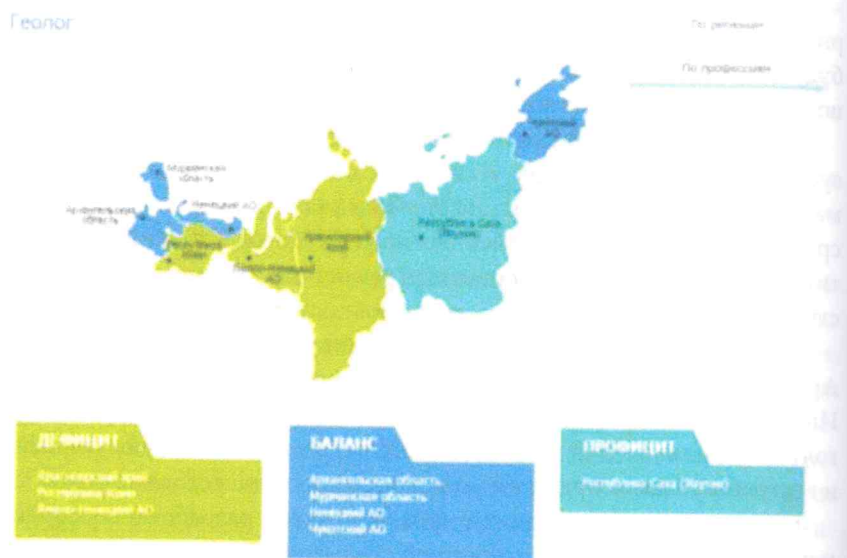 Геолог
По регионам
По профессиям
Чукотский
АО
Мурманская
область
Архангельская
область
Ненецкий АО
Республика
Коми
Ямало-Ненецкий
АО
Красноярский
край
Республика Саха
(Якутия)
ДЕФИЦИТ
Красноярский край
Республика Коми
Ямало-Ненецкий АО
БАЛАНС
Архангельская область
Мурманская область
Ненецкий АО
Чукотский АО
ПРОФИЦИТ
Республика Саха (Якутия)